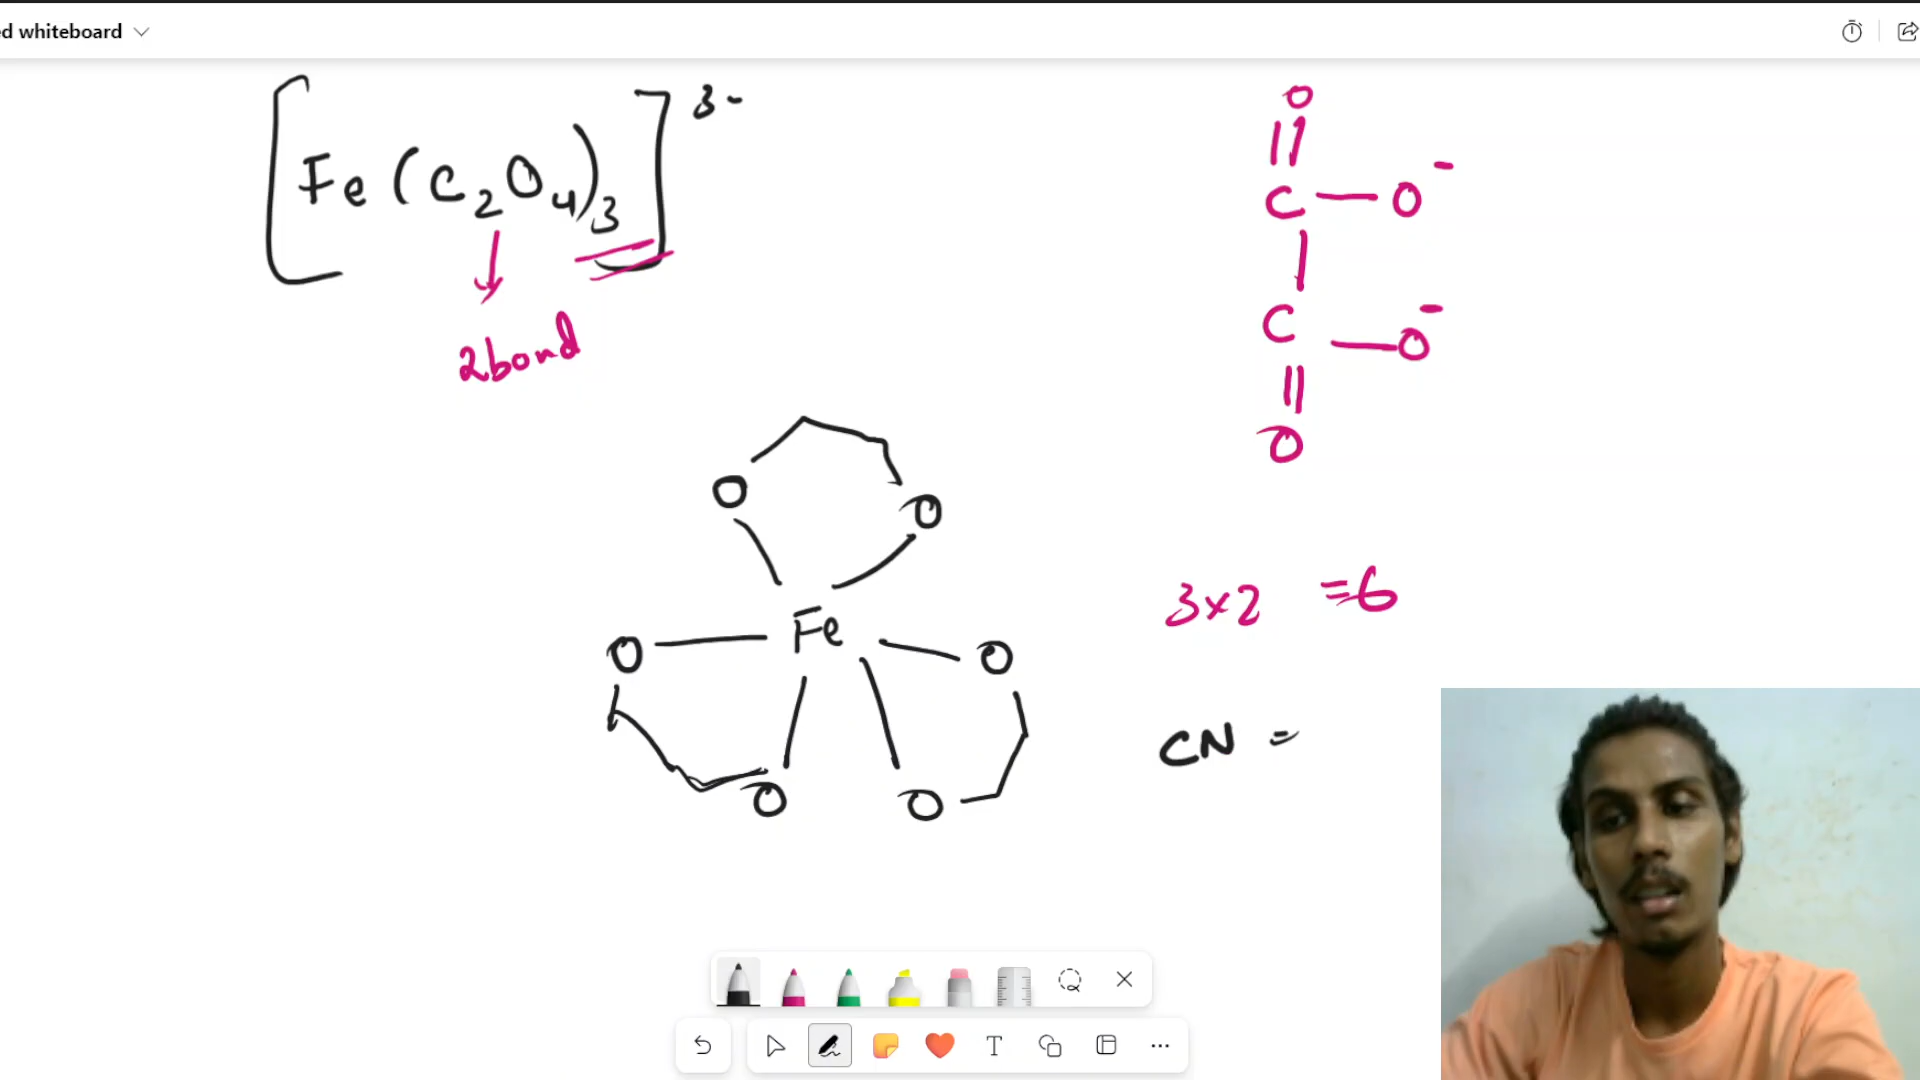 d whiteboard
[Fe(C₂O₄)₃]³⁻
2bond
O
C—O⁻
C—O⁻
O
O O
O Fe O
O O
3×2 =6
CN =
T